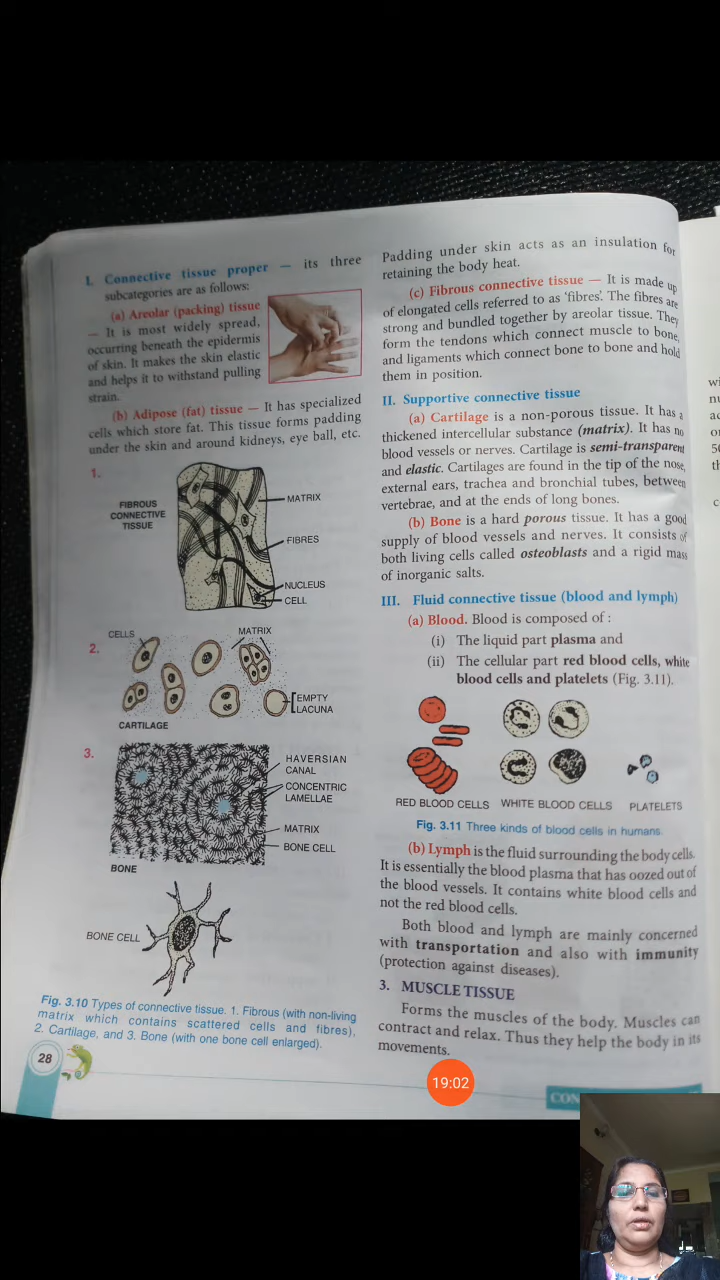 I. Connective tissue proper — its three
subcategories are as follows:
(a) Areolar (packing) tissue
— It is most widely spread,
occurring beneath the epidermis
of skin. It makes the skin elastic
and helps it to withstand pulling
strain.
(b) Adipose (fat) tissue — It has specialized
cells which store fat. This tissue forms padding
under the skin and around kidneys, eye ball, etc.
1.
FIBROUS
CONNECTIVE
TISSUE
MATRIX
FIBRES
NUCLEUS
CELL
2.
CELLS
MATRIX
EMPTY
LACUNA
CARTILAGE
3.
HAVERSIAN
CANAL
CONCENTRIC
LAMELLAE
MATRIX
BONE CELL
BONE
BONE CELL
Fig. 3.10 Types of connective tissue. 1. Fibrous (with non-living
matrix which contains scattered cells and fibres),
2. Cartilage, and 3. Bone (with one bone cell enlarged).
28
Padding under skin acts as an insulation for
retaining the body heat.
(c) Fibrous connective tissue — It is made up
of elongated cells referred to as ‘fibres’. The fibres are
strong and bundled together by areolar tissue. They
form the tendons which connect muscle to bone,
and ligaments which connect bone to bone and hold
them in position.
II. Supportive connective tissue
(a) Cartilage is a non-porous tissue. It has a
thickened intercellular substance (matrix). It has no
blood vessels or nerves. Cartilage is semi-transparent
and elastic. Cartilages are found in the tip of the nose,
external ears, trachea and bronchial tubes, between
vertebrae, and at the ends of long bones.
(b) Bone is a hard porous tissue. It has a good
supply of blood vessels and nerves. It consists of
both living cells called osteoblasts and a rigid mass
of inorganic salts.
III. Fluid connective tissue (blood and lymph)
(a) Blood. Blood is composed of :
(i) The liquid part plasma and
(ii) The cellular part red blood cells, white
blood cells and platelets (Fig. 3.11).
RED BLOOD CELLS WHITE BLOOD CELLS PLATELETS
Fig. 3.11 Three kinds of blood cells in humans.
(b) Lymph is the fluid surrounding the body cells.
It is essentially the blood plasma that has oozed out of
the blood vessels. It contains white blood cells and
not the red blood cells.
Both blood and lymph are mainly concerned
with transportation and also with immunity
(protection against diseases).
3. MUSCLE TISSUE
Forms the muscles of the body. Muscles can
contract and relax. Thus they help the body in its
movements.
19:02